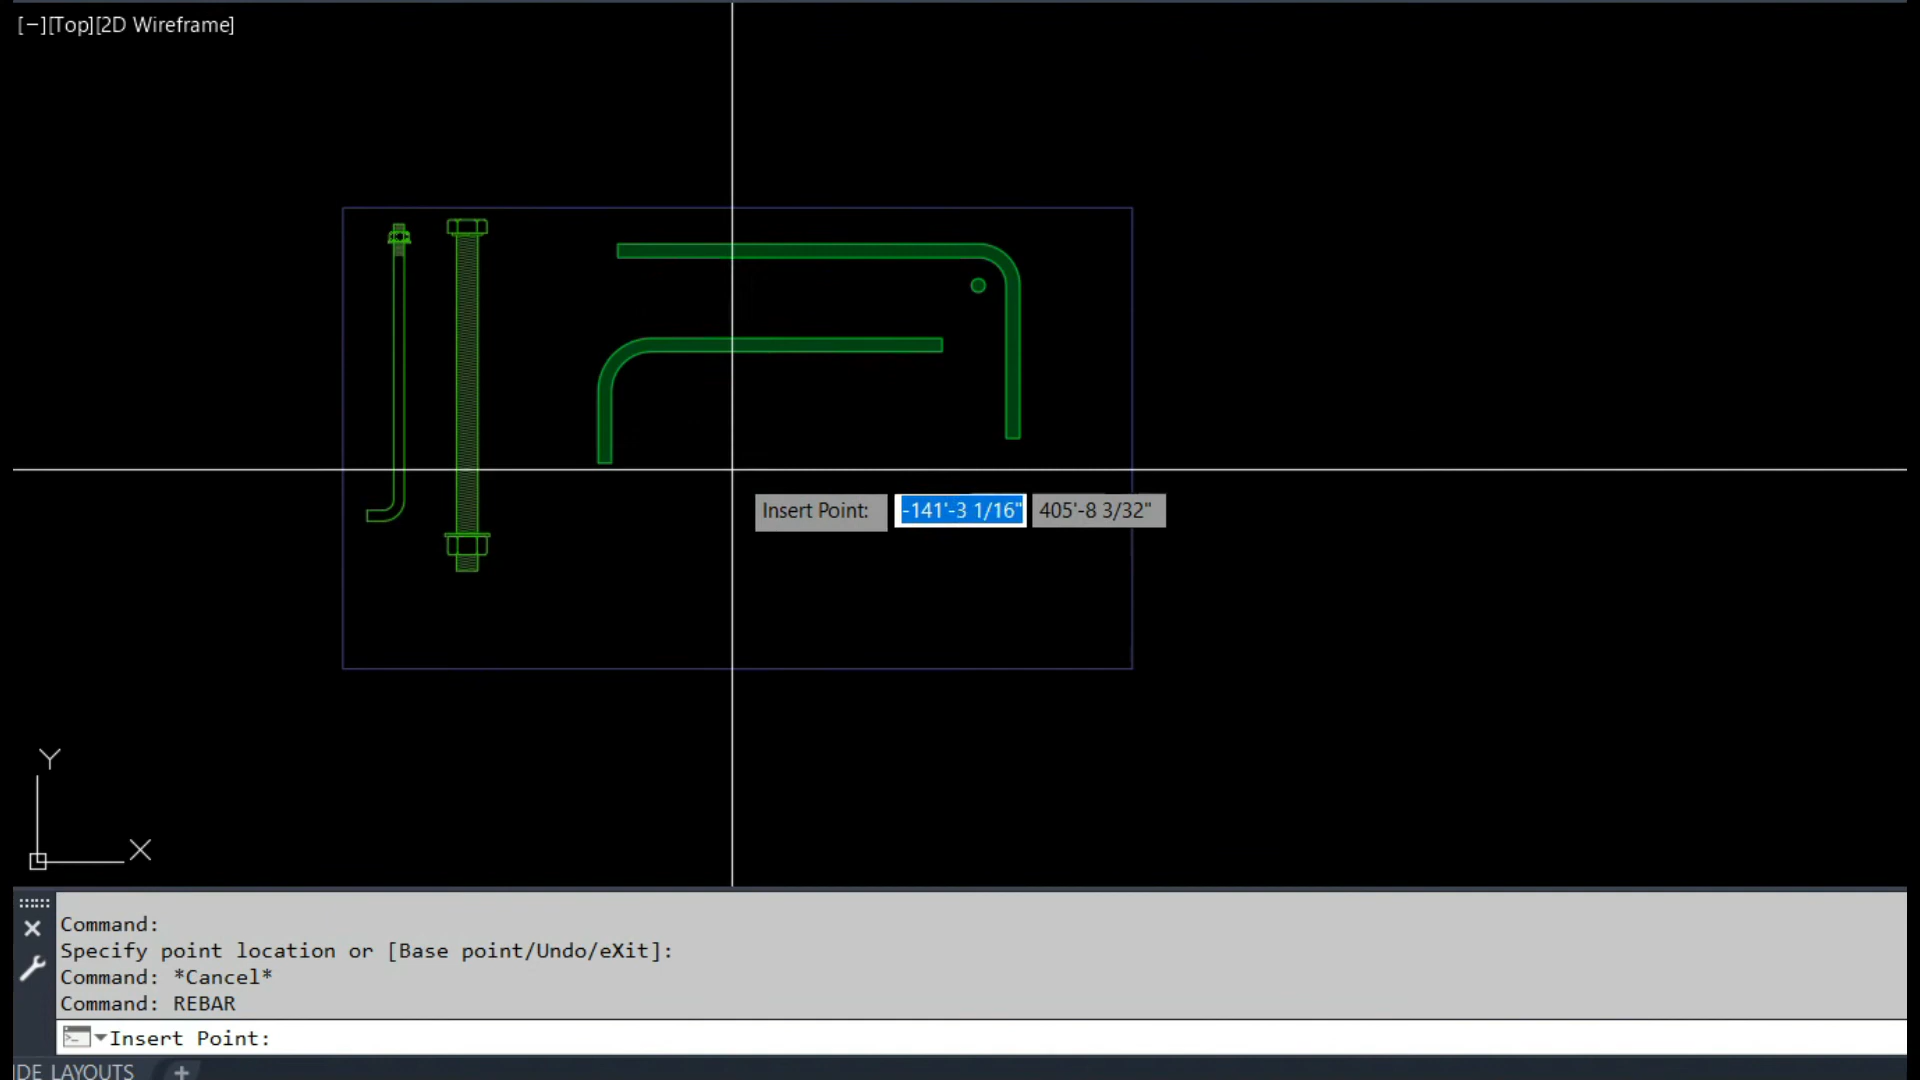 [−][Top][2D Wireframe]
Insert Point: -141'-3 1/16" 405'-8 3/32"
Y
X
Command:
Specify point location or [Base point/Undo/eXit]:
Command: *Cancel*
Command: REBAR
Insert Point:
IDE LAYOUTS +